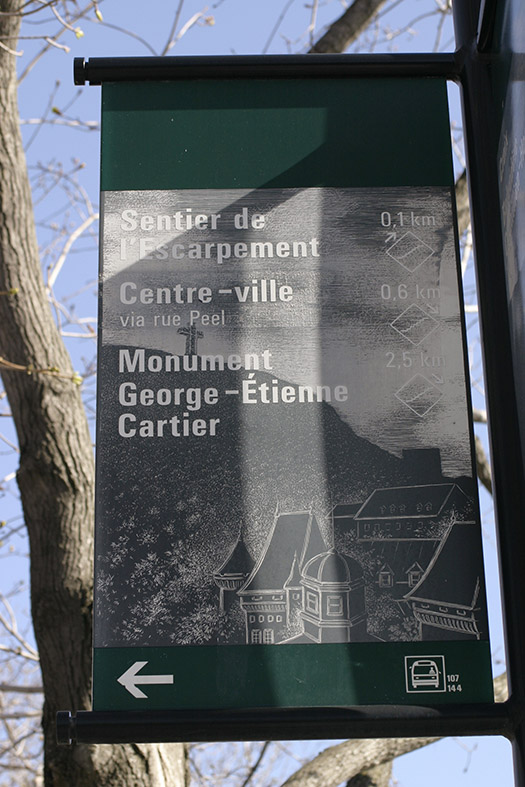 Sentier de 0,1 km
l'Escarpement
Centre-ville 0,6 km
via rue Peel
Monument 2,5 km
George-Étienne
Cartier
107
144